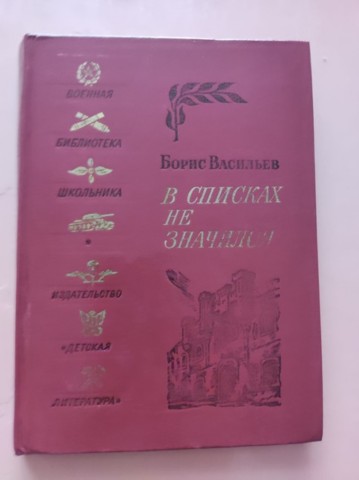 ВОЕННАЯ
БИБЛИОТЕКА
ШКОЛЬНИКА
ИЗДАТЕЛЬСТВО
«ДЕТСКАЯ
ЛИТЕРАТУРА»
БОРИС ВАСИЛЬЕВ
В СПИСКАХ
НЕ
ЗНАЧИЛСЯ